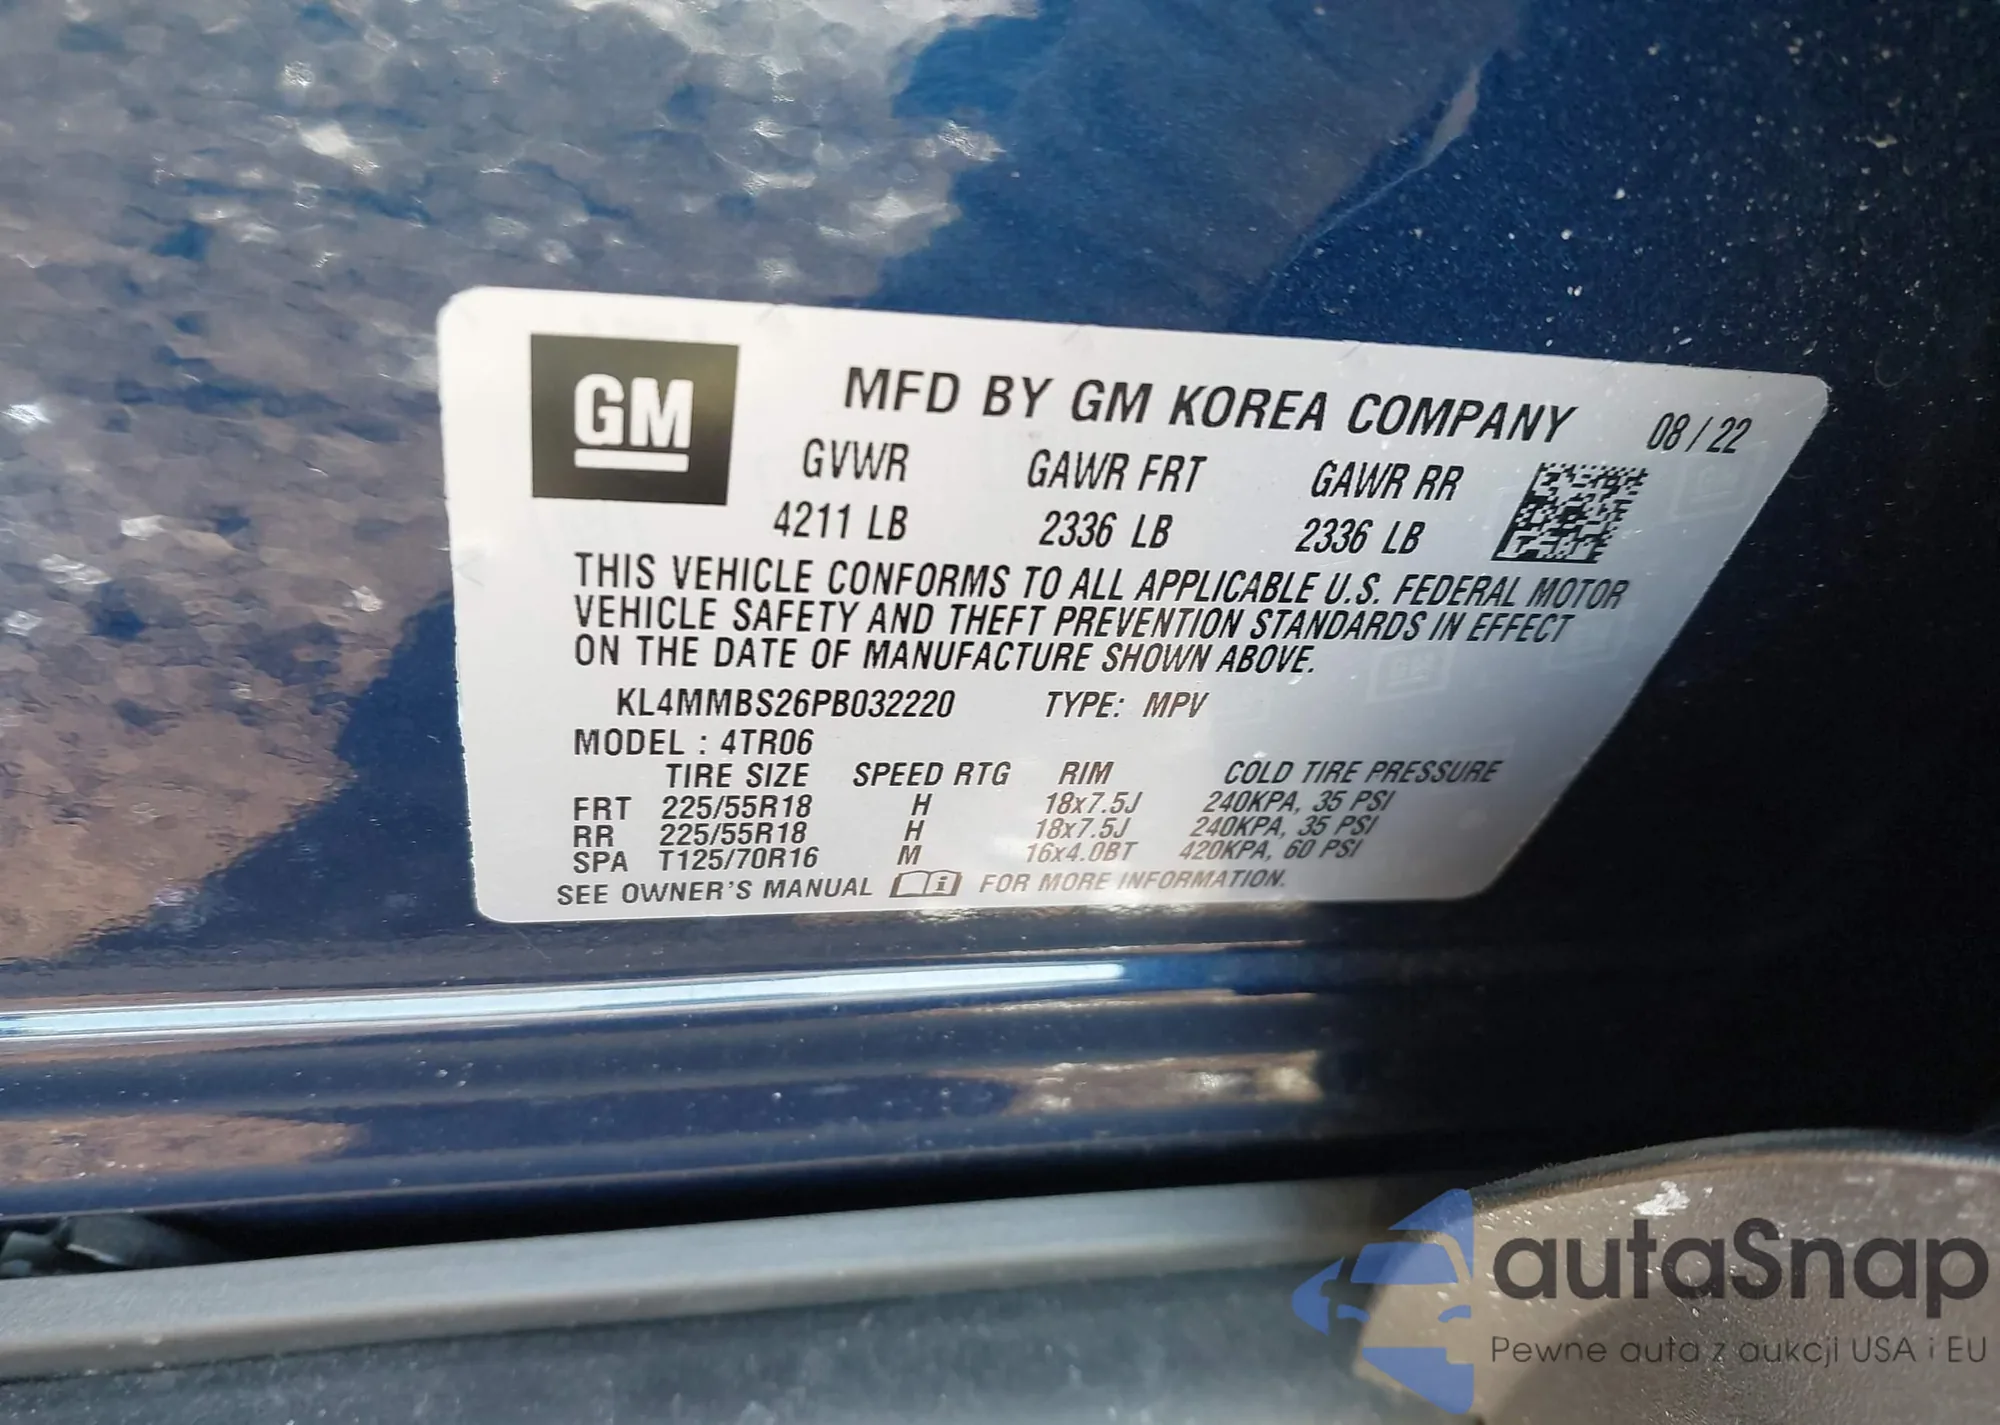 GM
MFD BY GM KOREA COMPANY 08 / 22
GVWR GAWR FRT GAWR RR
4211 LB 2336 LB 2336 LB
THIS VEHICLE CONFORMS TO ALL APPLICABLE U.S. FEDERAL MOTOR
VEHICLE SAFETY AND THEFT PREVENTION STANDARDS IN EFFECT
ON THE DATE OF MANUFACTURE SHOWN ABOVE.
KL4MMBS26PB032220 TYPE: MPV
MODEL : 4TR06
TIRE SIZE SPEED RTG RIM COLD TIRE PRESSURE
FRT 225/55R18 H 18x7.5J 240KPA, 35 PSI
RR 225/55R18 H 18x7.5J 240KPA, 35 PSI
SPA T125/70R16 M 16x4.0BT 420KPA, 60 PSI
SEE OWNER'S MANUAL FOR MORE INFORMATION.
autaSnap
Pewne auta z aukcji USA i EU